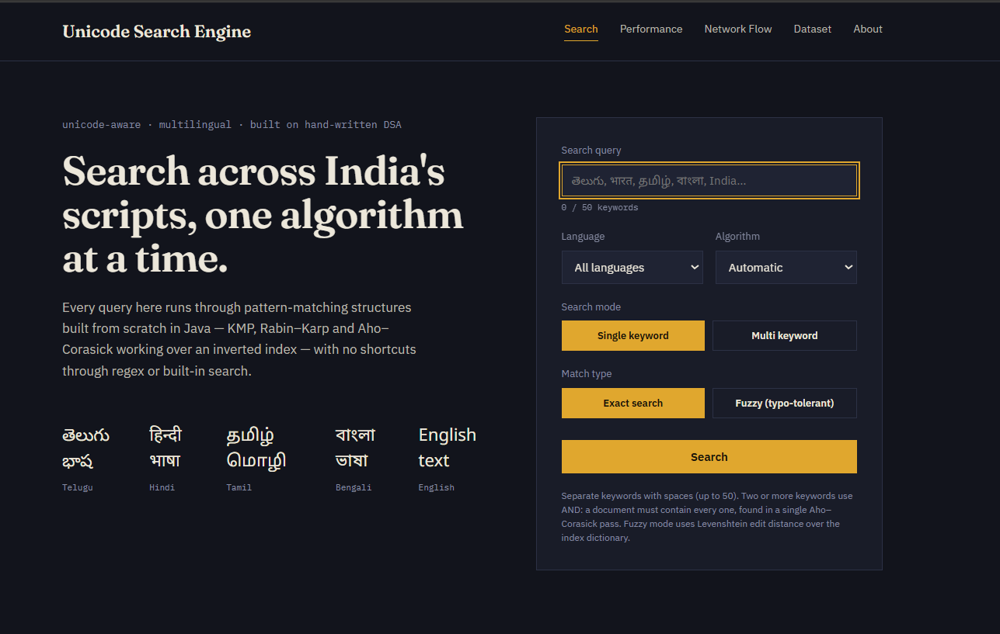 Unicode Search Engine
Search
Performance
Network Flow
Dataset
About
unicode-aware · multilingual · built on hand-written DSA
Search across India's
scripts, one algorithm
at a time.
Every query here runs through pattern-matching structures
built from scratch in Java — KMP, Rabin–Karp and Aho–
Corasick working over an inverted index — with no shortcuts
through regex or built-in search.
తెలుగు
భాష
Telugu
हिन्दी
भाषा
Hindi
தமிழ்
மொழி
Tamil
বাংলা
ভাষা
Bengali
English
text
English
Search query
తెలుగు, भारत, தமிழ், বাংলা, India...
0 / 50 keywords
Language
Algorithm
All languages
Automatic
Search mode
Single keyword
Multi keyword
Match type
Exact search
Fuzzy (typo-tolerant)
Search
Separate keywords with spaces (up to 50). Two or more keywords use
AND: a document must contain every one, found in a single Aho–
Corasick pass. Fuzzy mode uses Levenshtein edit distance over the
index dictionary.